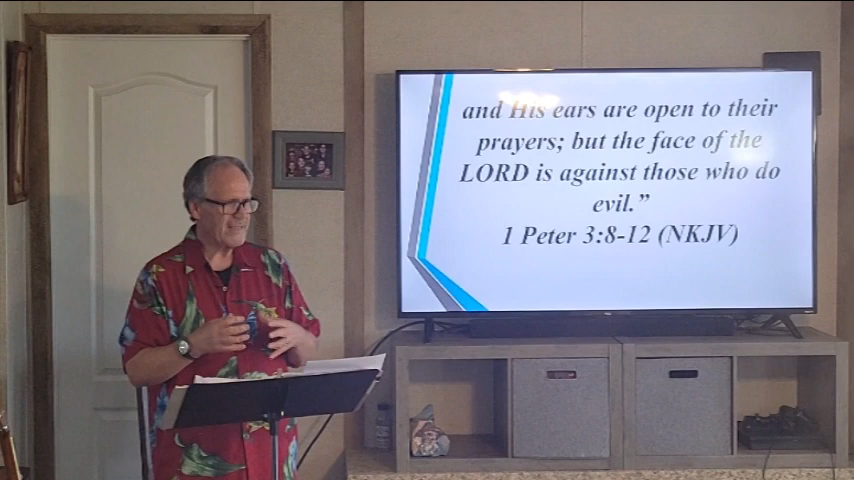 and His ears are open to their
prayers; but the face of the
LORD is against those who do
evil.”
1 Peter 3:8-12 (NKJV)